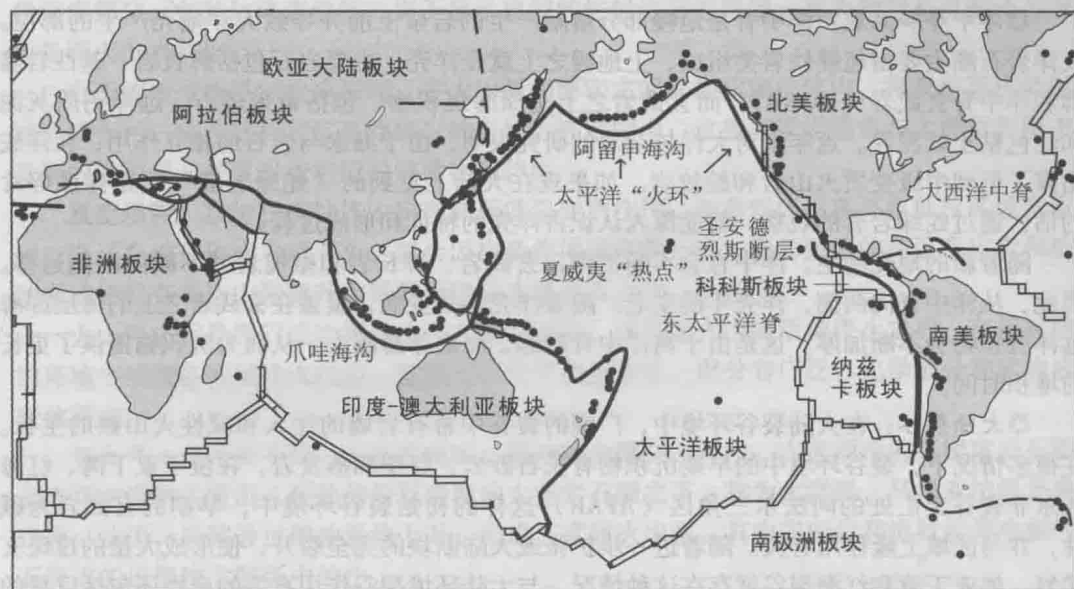 欧亚大陆板块
阿拉伯板块
北美板块
阿留申海沟
太平洋“火环”
大西洋中脊
圣安德
烈斯断层
非洲板块
夏威夷“热点”
科科斯板块
东太平洋脊
南美板块
爪哇海沟
纳兹
卡板块
印度-澳大利亚板块
太平洋板块
南极洲板块